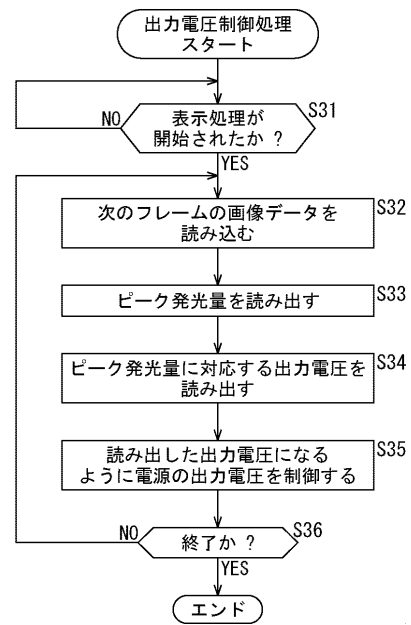 出力電圧制御処理
スタート
S31
NO
表示処理が
開始されたか ?
YES
S32
次のフレームの画像データを
読み込む
S33
ピーク発光量を読み出す
S34
ピーク発光量に対応する出力電圧を
読み出す
S35
読み出した出力電圧になる
ように電源の出力電圧を制御する
NO
S36
終了か ?
YES
エンド